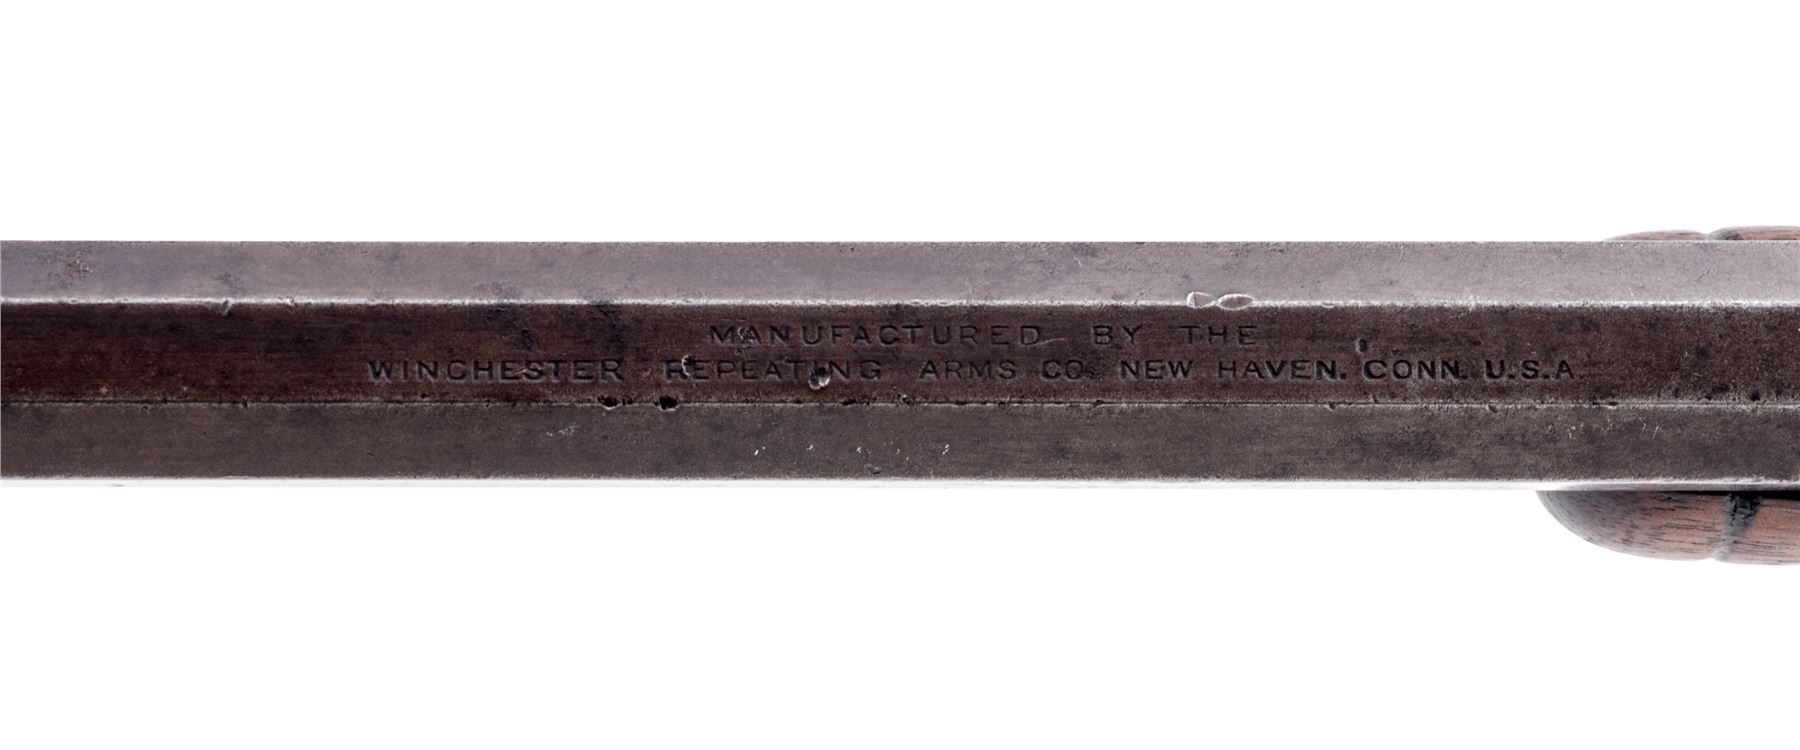 MANUFACTURED BY THE
WINCHESTER REPEATING ARMS CO. NEW HAVEN. CONN. U.S.A.